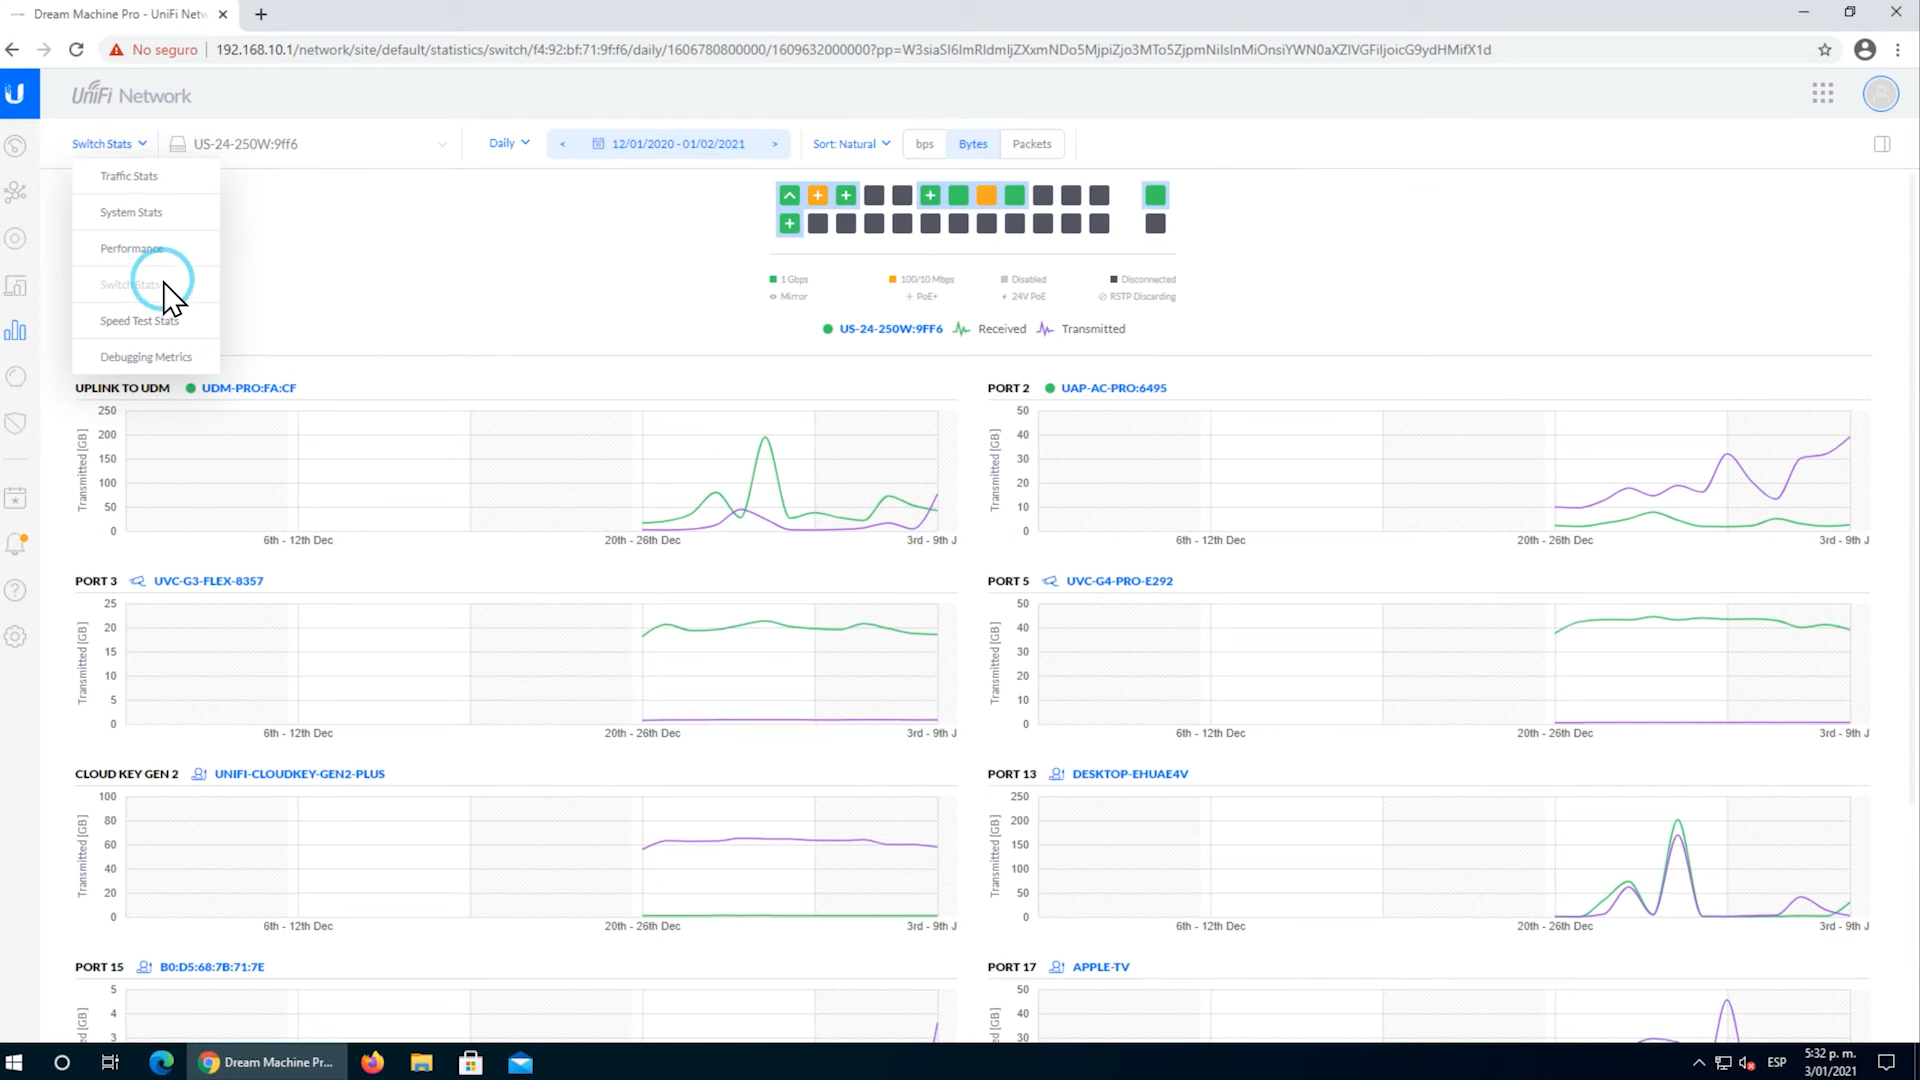 Dream Machine Pro - UniFi Netw
No seguro
192.168.10.1/network/site/default/statistics/switch/f4:92:bf:71:9f:f6/daily/1606780800000/1609632000000?pp=W3siaSI6ImRldmljZXxmNDo5MjpiZjo3MTo5ZjpmNiIsInMiOnsiYWN0aXZlVGFiIjoicG9ydHMifX1d
UniFi Network
Switch Stats
US-24-250W:9ff6
Daily
12/01/2020 - 01/02/2021
Sort: Natural
bps
Bytes
Packets
Traffic Stats
System Stats
Performance
Switch Stats
Speed Test Stats
Debugging Metrics
1 Gbps
100/10 Mbps
Disabled
Disconnected
Mirror
PoE+
24V PoE
RSTP Discarding
US-24-250W:9FF6
Received
Transmitted
UPLINK TO UDM
UDM-PRO:FA:CF
250
200
150
100
50
0
Transmitted [GB]
6th - 12th Dec
20th - 26th Dec
3rd - 9th J
PORT 2
UAP-AC-PRO:6495
50
40
30
20
10
0
Transmitted [GB]
6th - 12th Dec
20th - 26th Dec
3rd - 9th J
PORT 3
UVC-G3-FLEX-8357
25
20
15
10
5
0
Transmitted [GB]
6th - 12th Dec
20th - 26th Dec
3rd - 9th J
PORT 5
UVC-G4-PRO-E292
50
40
30
20
10
0
Transmitted [GB]
6th - 12th Dec
20th - 26th Dec
3rd - 9th J
CLOUD KEY GEN 2
UNIFI-CLOUDKEY-GEN2-PLUS
100
80
60
40
20
0
Transmitted [GB]
6th - 12th Dec
20th - 26th Dec
3rd - 9th J
PORT 13
DESKTOP-EHUAE4V
250
200
150
100
50
0
Transmitted [GB]
6th - 12th Dec
20th - 26th Dec
3rd - 9th J
PORT 15
B0:D5:68:7B:71:7E
5
4
3
d [GB]
PORT 17
APPLE-TV
50
40
30
d [GB]
Dream Machine Pr...
ESP
5:32 p. m.
3/01/2021